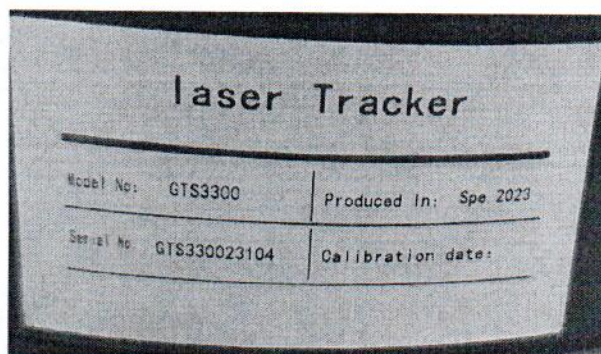 laser Tracker
Model No: GTS3300 Produced In: Spe 2023
Serial No GTS330023104 Calibration date: